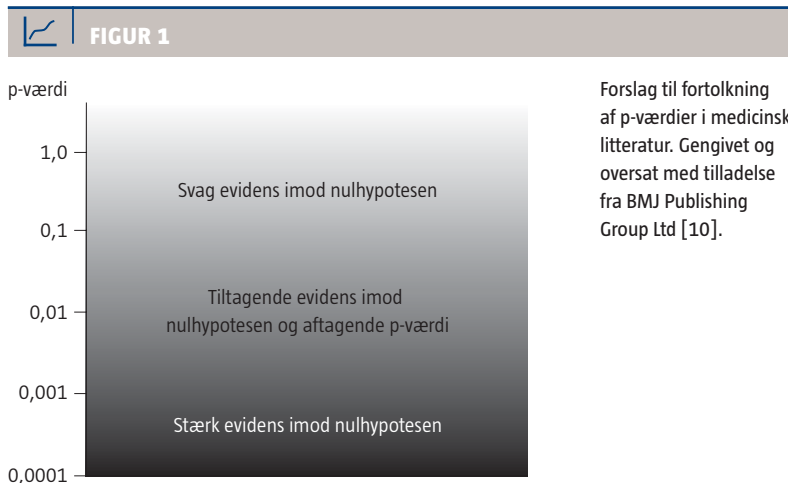 FIGUR 1
p-værdi
1,0
0,1
0,01
0,001
0,0001
Svag evidens imod nulhypotesen
Tiltagende evidens imod
nulhypotesen og aftagende p-værdi
Stærk evidens imod nulhypotesen
Forslag til fortolkning
af p-værdier i medicinsk
litteratur. Gengivet og
oversat med tilladelse
fra BMJ Publishing
Group Ltd [10].